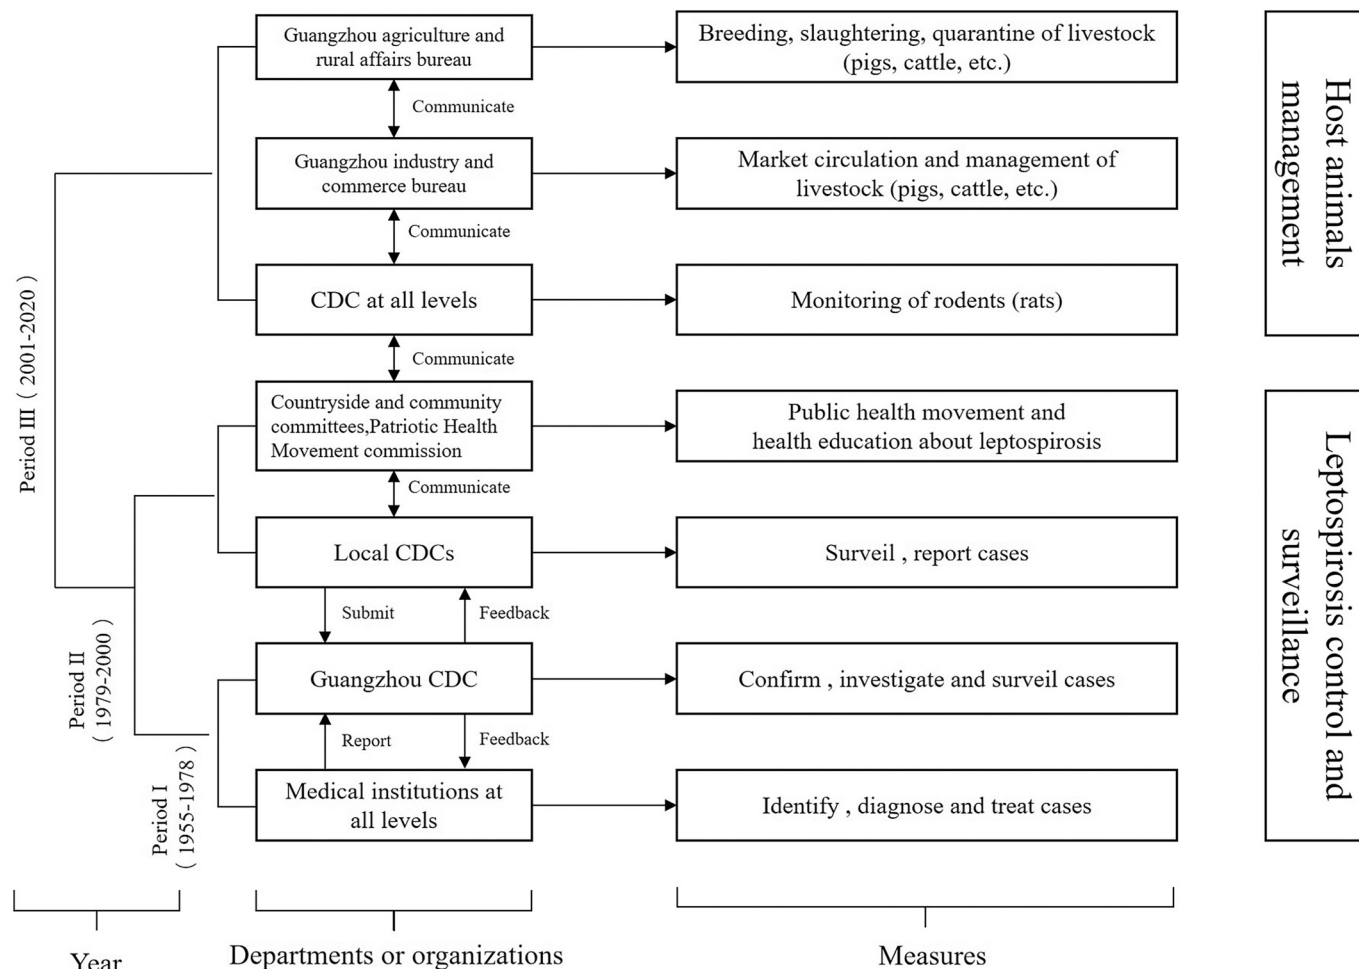 Guangzhou agriculture and
rural affairs bureau
Breeding, slaughtering, quarantine of livestock
(pigs, cattle, etc.)
Communicate
Guangzhou industry and
commerce bureau
Market circulation and management of
livestock (pigs, cattle, etc.)
Communicate
CDC at all levels
Monitoring of rodents (rats)
Communicate
Countryside and community
committees,Patriotic Health
Movement commission
Public health movement and
health education about leptospirosis
Communicate
Local CDCs
Surveil , report cases
Submit
Feedback
Guangzhou CDC
Confirm , investigate and surveil cases
Report
Feedback
Medical institutions at
all levels
Identify , diagnose and treat cases
Host animals
management
Leptospirosis control and
surveillance
Period III ( 2001-2020 )
Period II
( 1979-2000 )
Period I
( 1955-1978 )
Year
Departments or organizations
Measures